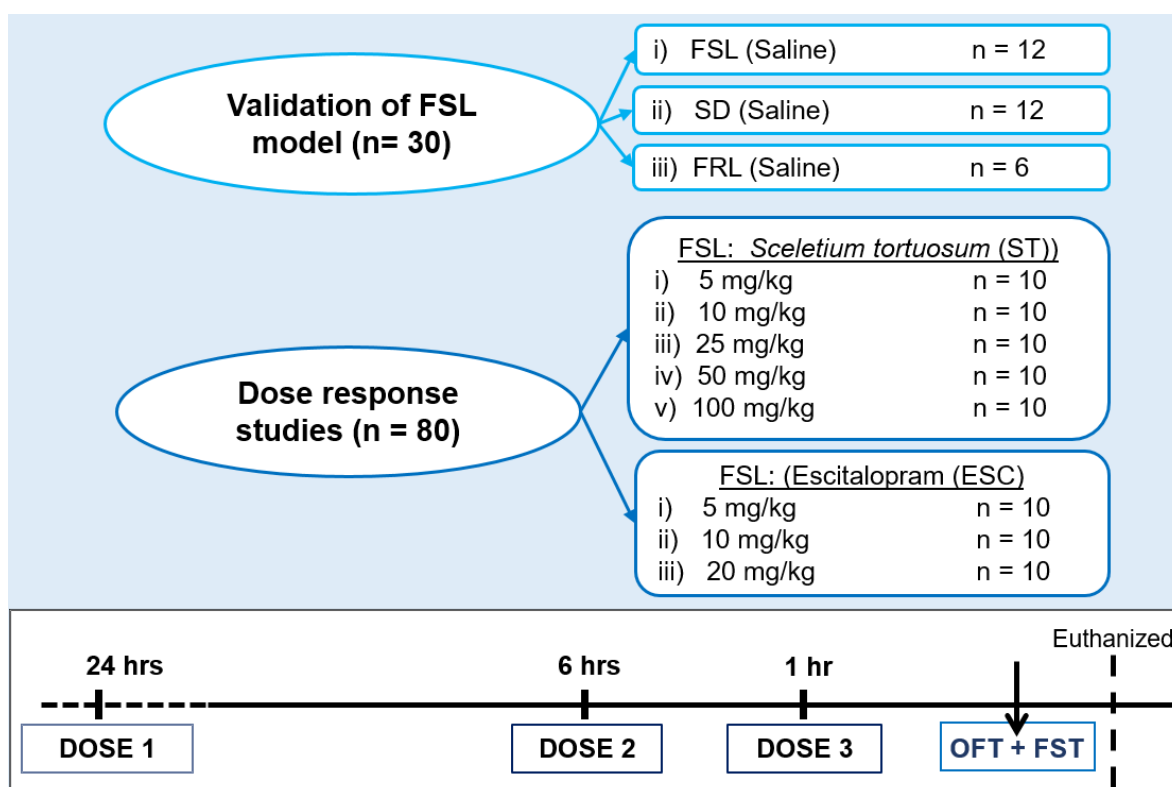 Validation of FSL
model (n= 30)
i) FSL (Saline) n = 12
ii) SD (Saline) n = 12
iii) FRL (Saline) n = 6
Dose response
studies (n = 80)
FSL: Sceletium tortuosum (ST))
i) 5 mg/kg n = 10
ii) 10 mg/kg n = 10
iii) 25 mg/kg n = 10
iv) 50 mg/kg n = 10
v) 100 mg/kg n = 10
FSL: (Escitalopram (ESC)
i) 5 mg/kg n = 10
ii) 10 mg/kg n = 10
iii) 20 mg/kg n = 10
Euthanized
24 hrs 6 hrs 1 hr
DOSE 1 DOSE 2 DOSE 3 OFT + FST